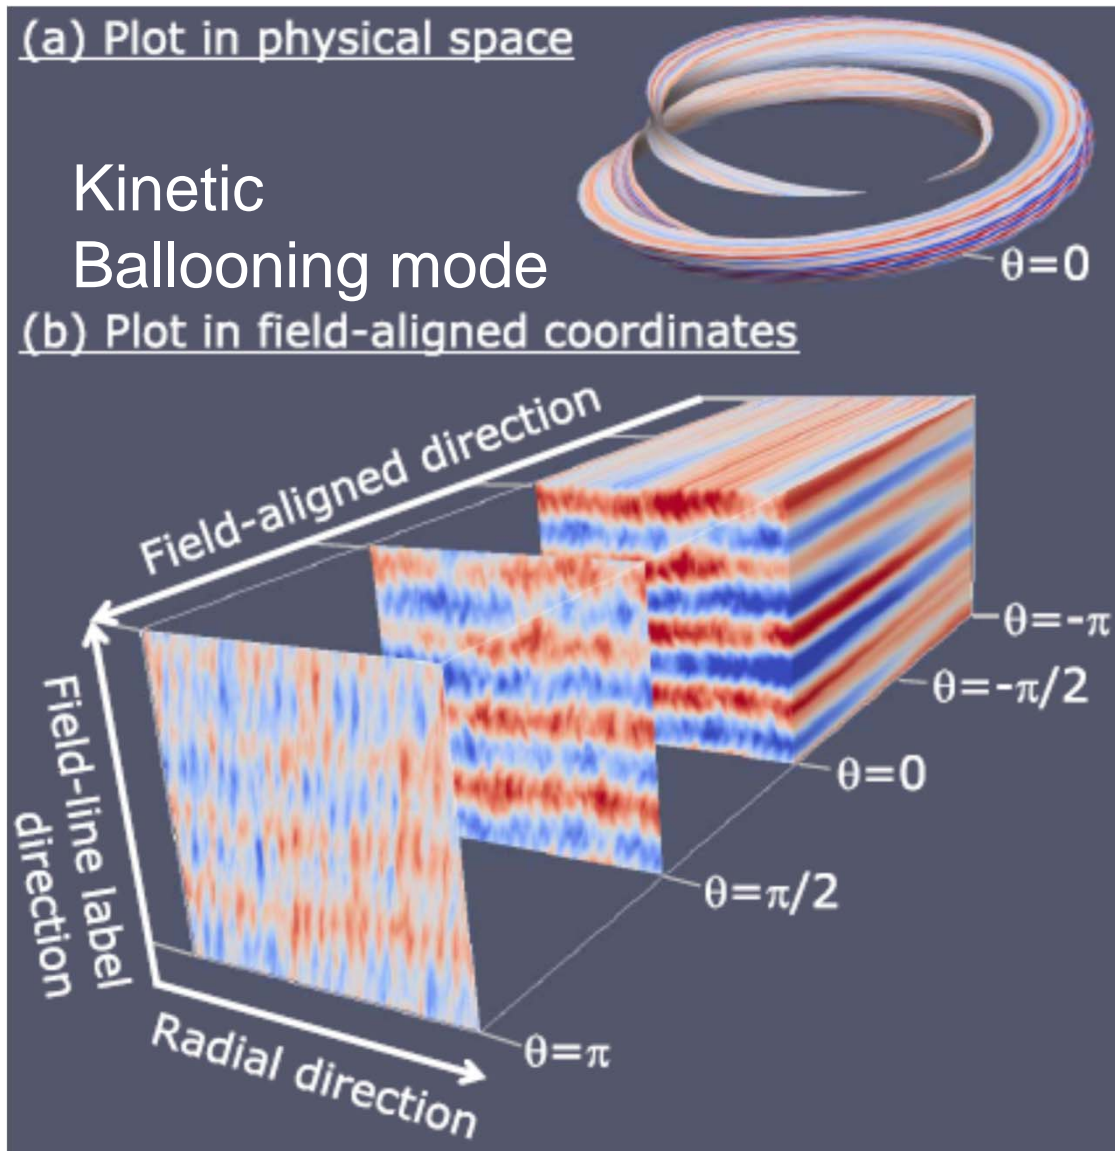 (a) Plot in physical space
Kinetic
Ballooning mode
θ=0
(b) Plot in field-aligned coordinates
Field-aligned direction
θ=-π
θ=-π/2
θ=0
θ=π/2
θ=π
Field-line label
direction
Radial direction